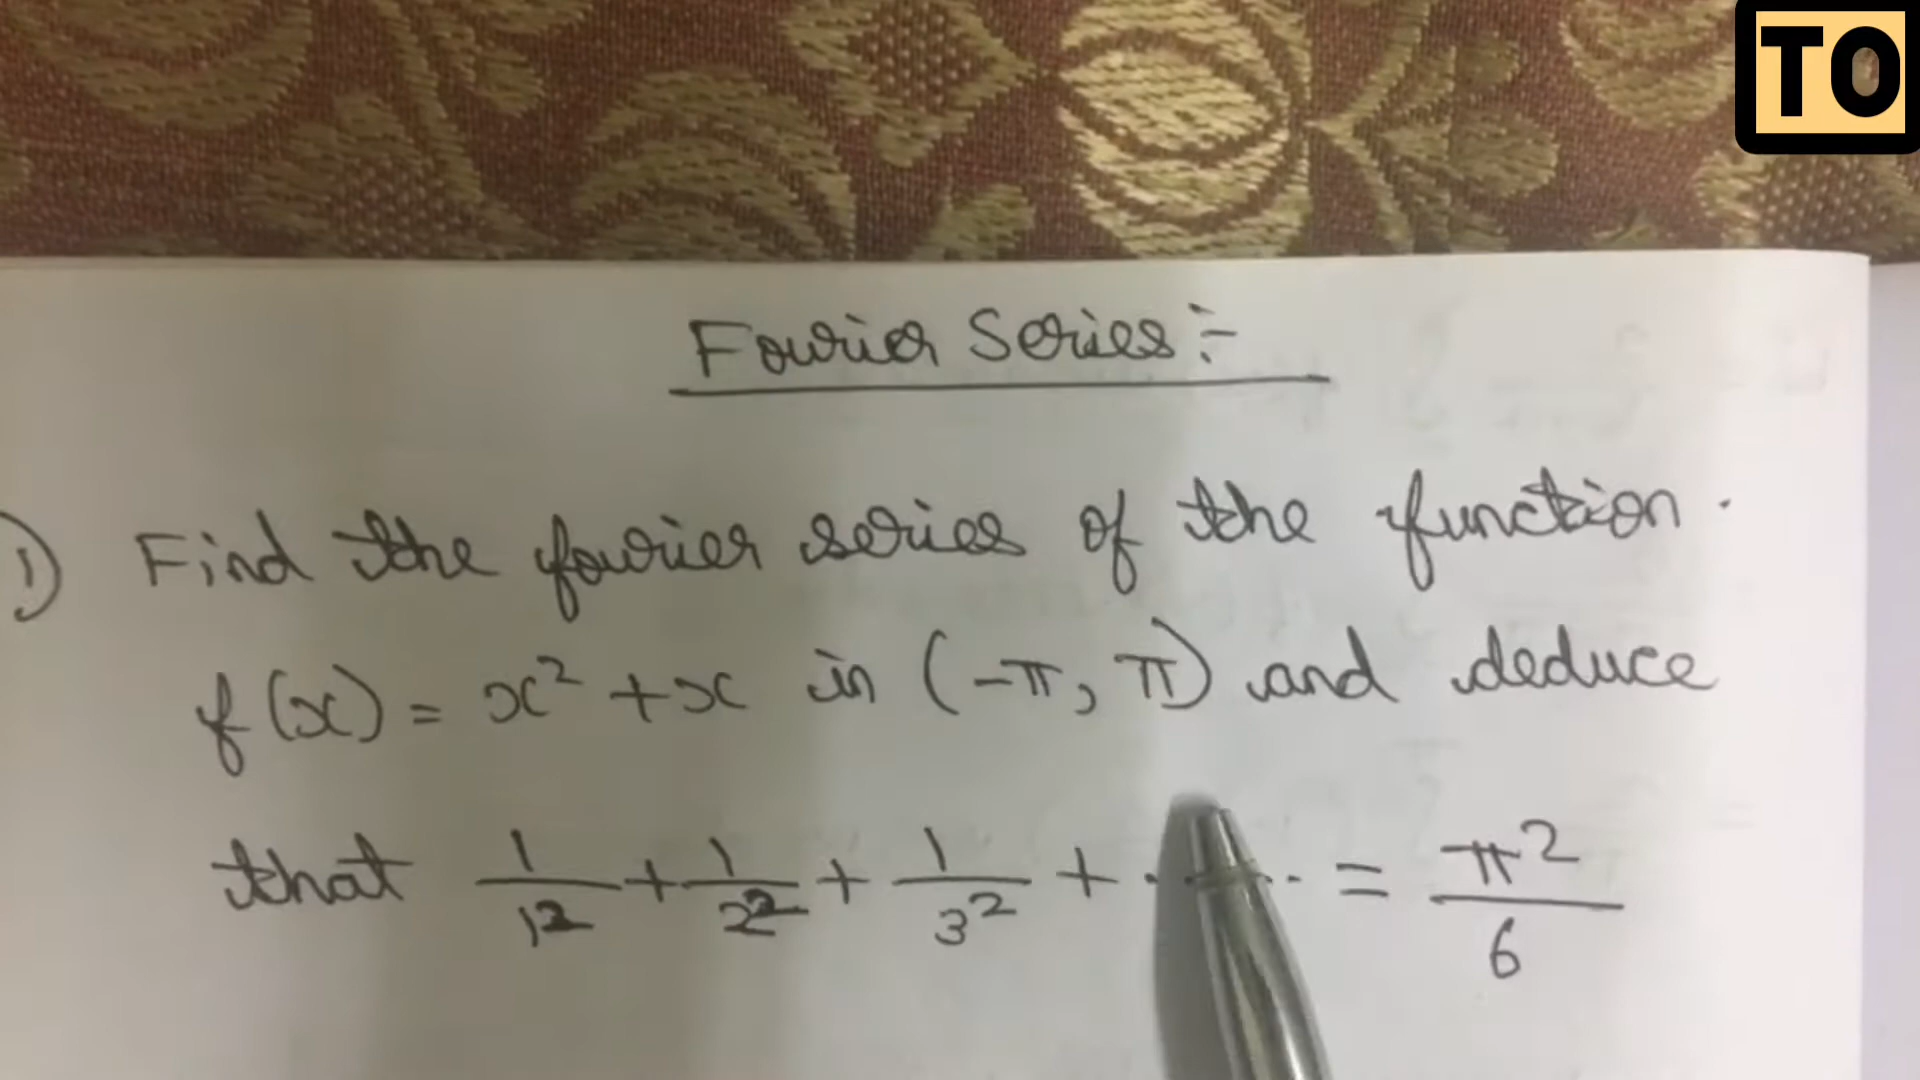 TO
Fourier Series :-
1) Find the fourier series of the function.
f(x) = x² + x in (-π, π) and deduce
that 1/1² + 1/2² + 1/3² + ..... = π²/6